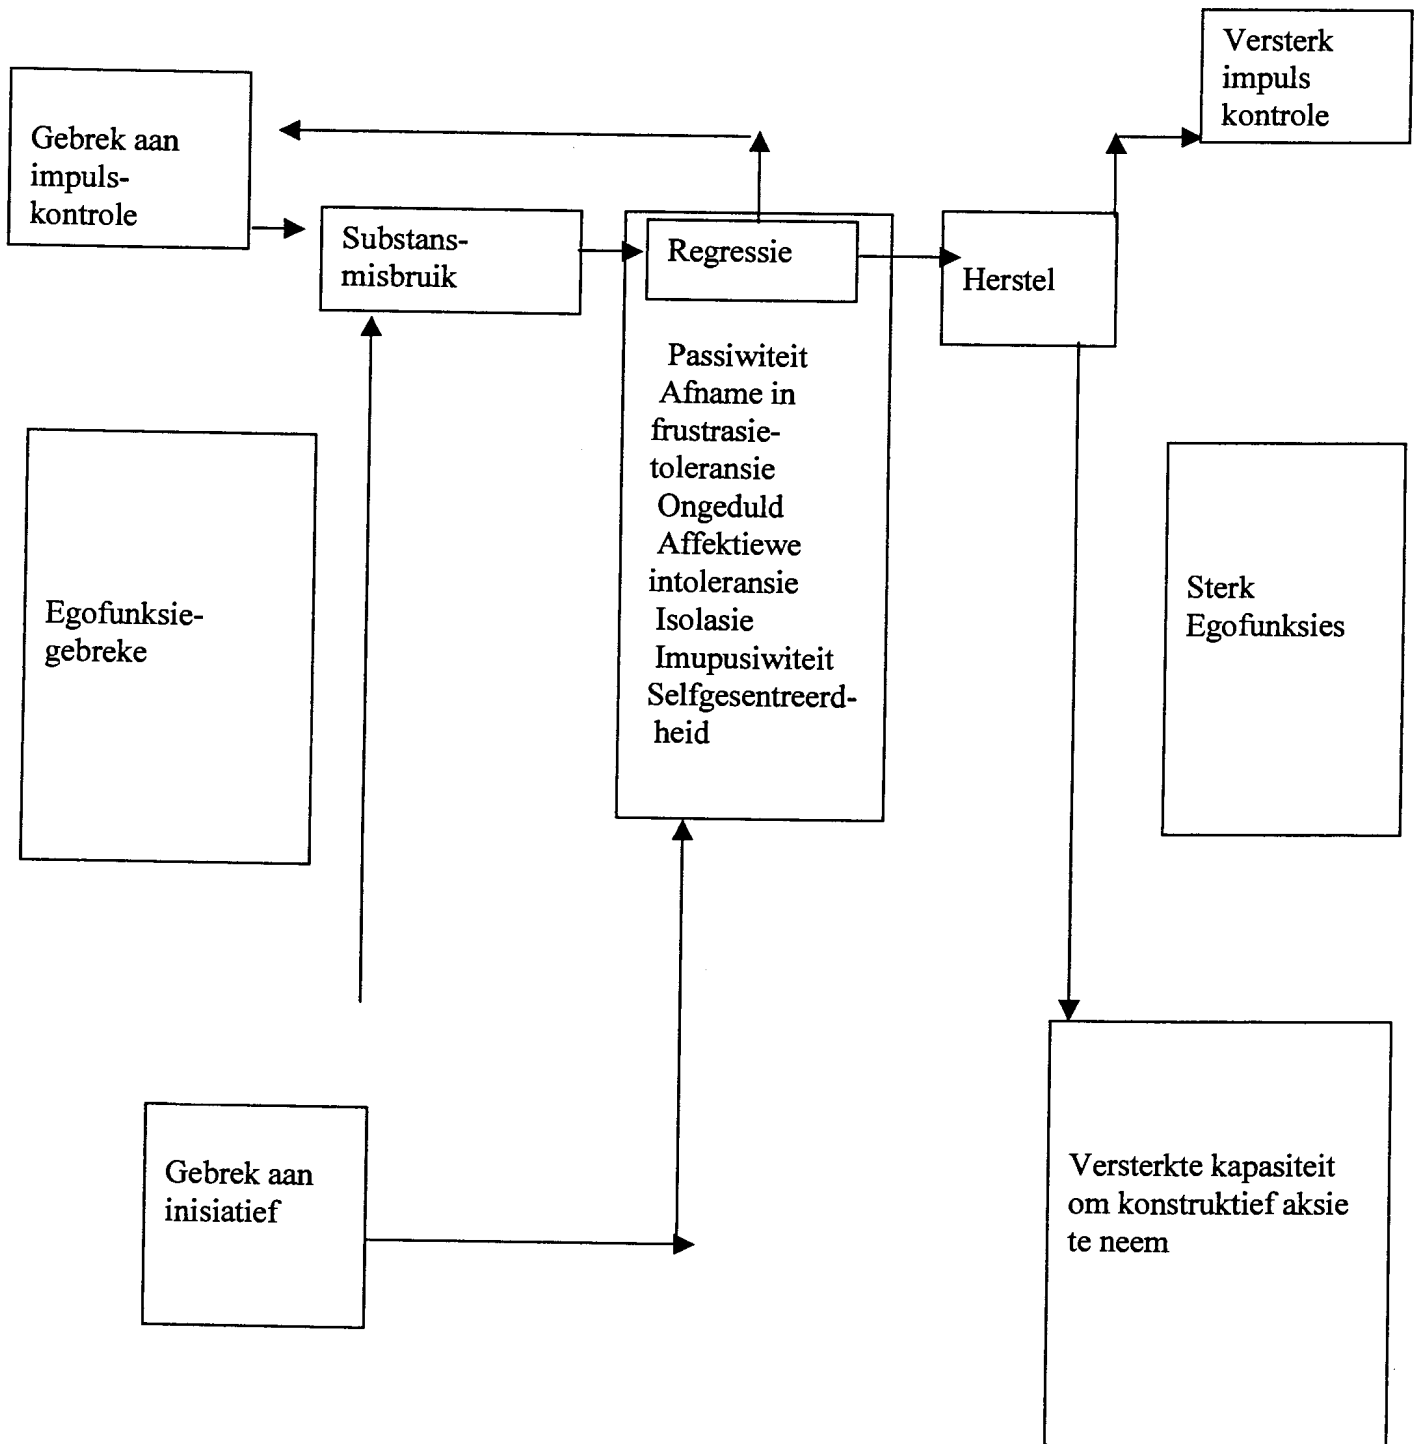 Versterk
impuls
kontrole
Gebrek aan
impuls-
kontrole
Substans-
misbruik
Regressie
Herstel
Passiwiteit
Afname in
frustrasie-
toleransie
Ongeduld
Affektiewe
intoleransie
Isolasie
Imupusiwiteit
Selfgesentreerd-
heid
Egofunksie-
gebreke
Sterk
Egofunksies
Gebrek aan
inisiatief
Versterkte kapasiteit
om konstruktief aksie
te neem